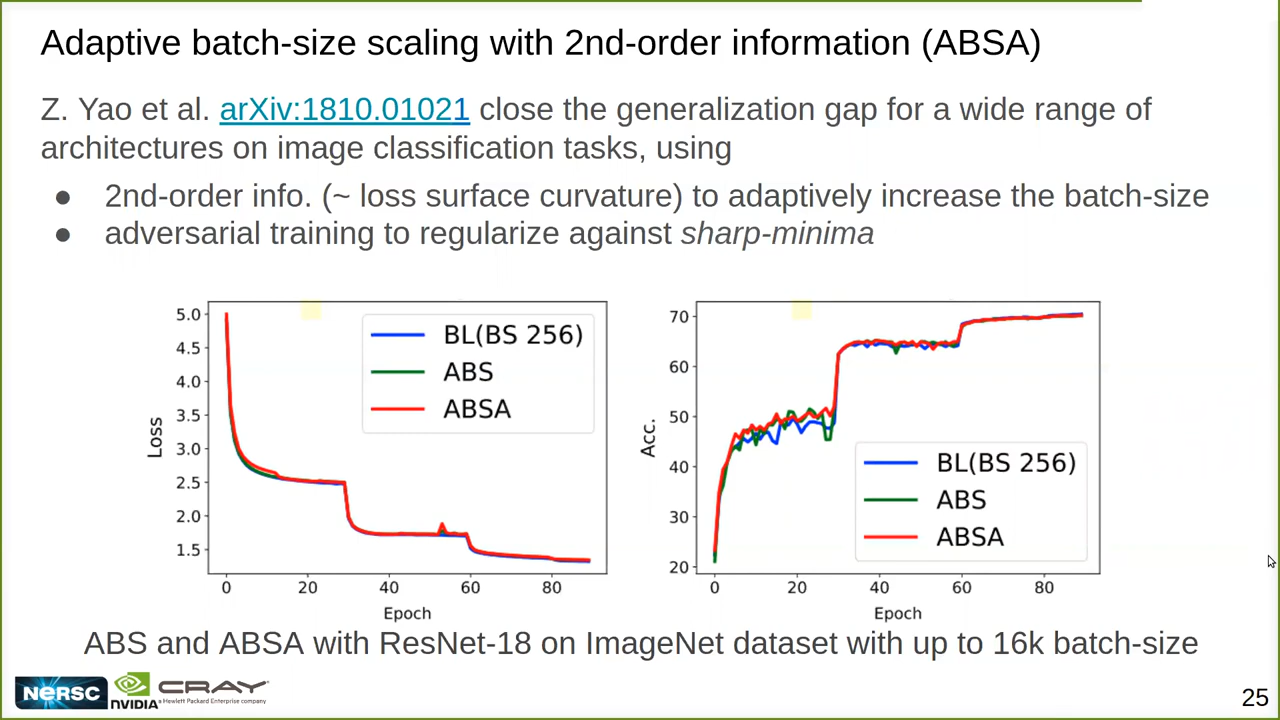 Adaptive batch-size scaling with 2nd-order information (ABSA)
Z. Yao et al. arXiv:1810.01021 close the generalization gap for a wide range of
architectures on image classification tasks, using
● 2nd-order info. (~ loss surface curvature) to adaptively increase the batch-size
● adversarial training to regularize against sharp-minima
5.0
4.5
4.0
3.5
3.0
2.5
2.0
1.5
Loss
BL(BS 256)
ABS
ABSA
0 20 40 60 80
Epoch
70
60
50
40
30
20
Acc.
BL(BS 256)
ABS
ABSA
0 20 40 60 80
Epoch
ABS and ABSA with ResNet-18 on ImageNet dataset with up to 16k batch-size
NERSC
NVIDIA
CRAY
a Hewlett Packard Enterprise company
25